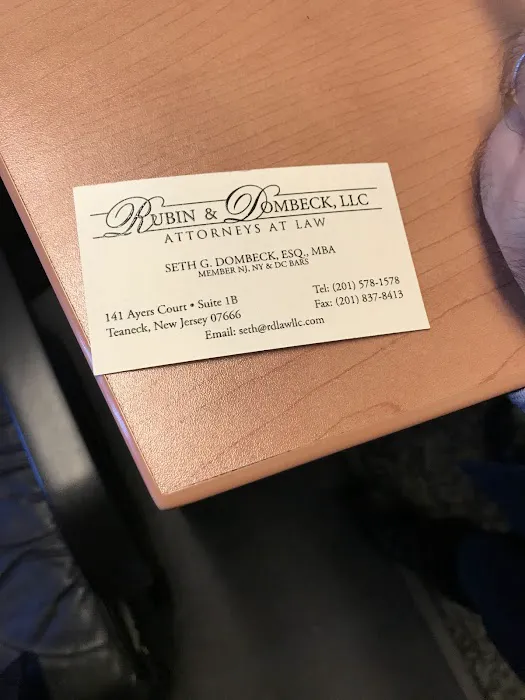 Rubin & Dombeck, LLC
ATTORNEYS AT LAW
SETH G. DOMBECK, ESQ., MBA
MEMBER NJ, NY & DC BARS
141 Ayers Court • Suite 1B
Teaneck, New Jersey 07666
Tel: (201) 578-1578
Fax: (201) 837-8413
Email: seth@rdlawllc.com